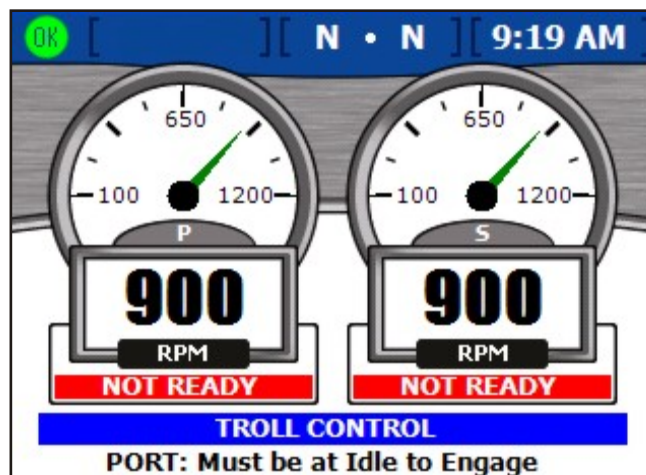 OK [ ] [ N • N ] [ 9:19 AM ]
650 650
100 1200 100 1200
P S
900 900
RPM RPM
NOT READY NOT READY
TROLL CONTROL
PORT: Must be at Idle to Engage